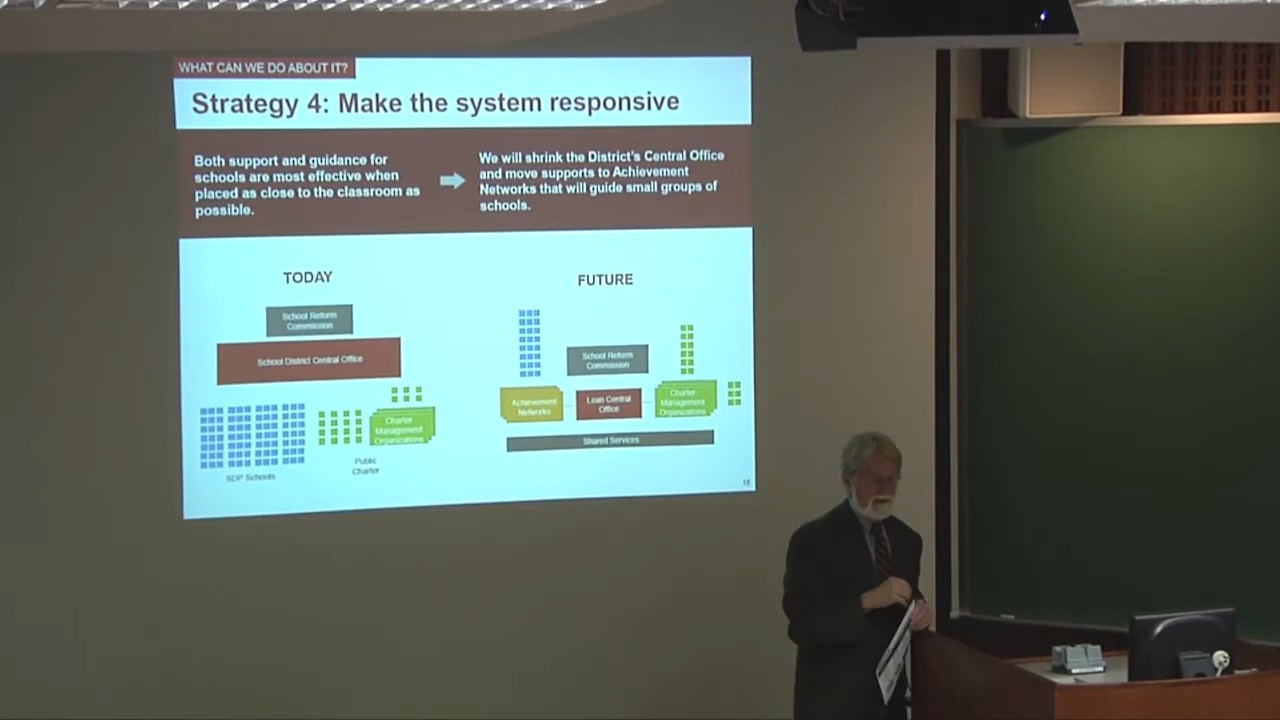 WHAT CAN WE DO ABOUT IT?
Strategy 4: Make the system responsive
Both support and guidance for
schools are most effective when
placed as close to the classroom as
possible.
We will shrink the District's Central Office
and move supports to Achievement
Networks that will guide small groups of
schools.
TODAY
School Reform
Commission
School District Central Office
Charter
Management
Organizations
SDP Schools
Public
Charter
FUTURE
School Reform
Commission
Achievement
Networks
Lean Central
Office
Charter
Management
Organizations
Shared Services